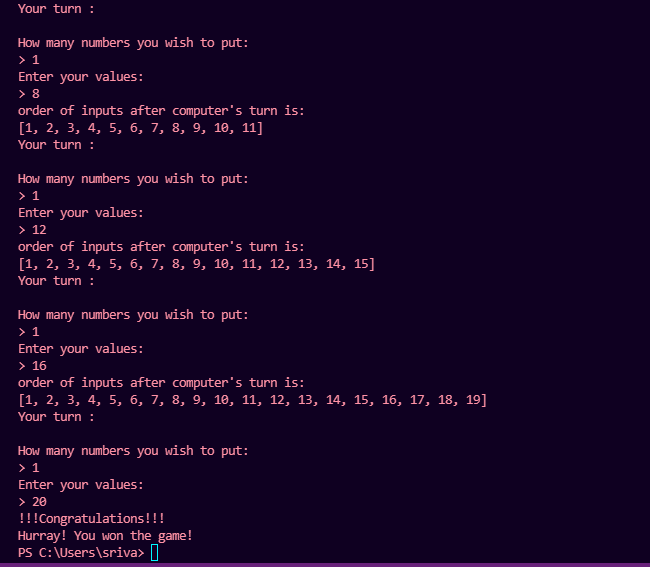 Your turn :
How many numbers you wish to put:
> 1
Enter your values:
> 8
order of inputs after computer's turn is:
[1, 2, 3, 4, 5, 6, 7, 8, 9, 10, 11]
Your turn :
How many numbers you wish to put:
> 1
Enter your values:
> 12
order of inputs after computer's turn is:
[1, 2, 3, 4, 5, 6, 7, 8, 9, 10, 11, 12, 13, 14, 15]
Your turn :
How many numbers you wish to put:
> 1
Enter your values:
> 16
order of inputs after computer's turn is:
[1, 2, 3, 4, 5, 6, 7, 8, 9, 10, 11, 12, 13, 14, 15, 16, 17, 18, 19]
Your turn :
How many numbers you wish to put:
> 1
Enter your values:
> 20
!!!Congratulations!!!
Hurray! You won the game!
PS C:\Users\sriva>